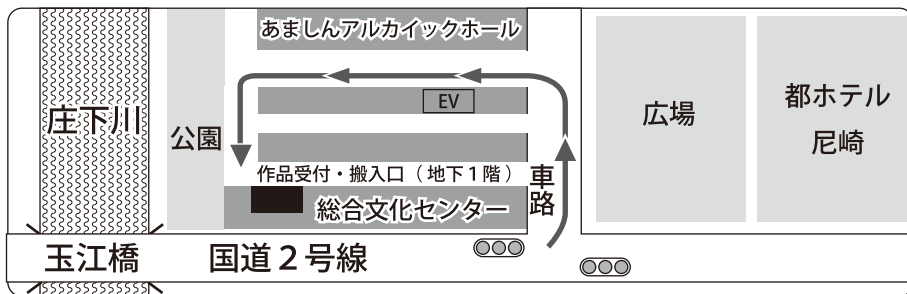 あましんアルカイックホール
EV
庄下川
公園
広場
都ホテル
尼崎
作品受付・搬入口（地下１階）
車路
総合文化センター
玉江橋
国道２号線